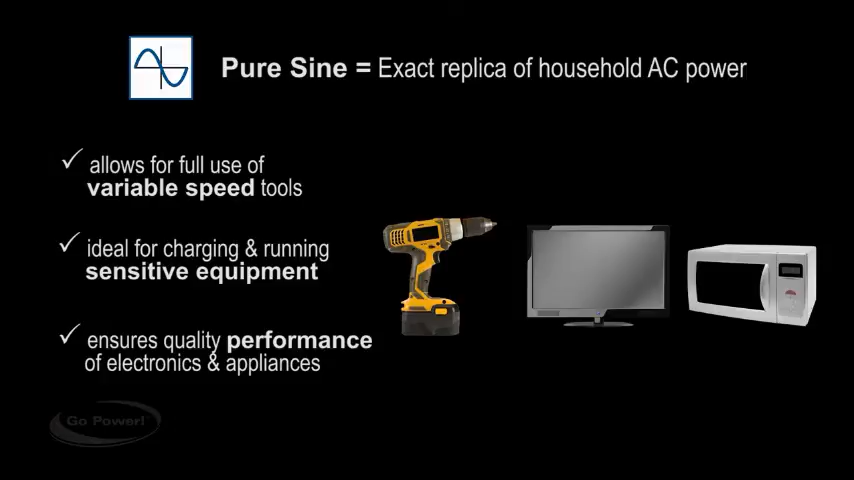 Pure Sine = Exact replica of household AC power
allows for full use of
variable speed tools
ideal for charging & running
sensitive equipment
ensures quality performance
of electronics & appliances
Go Power!